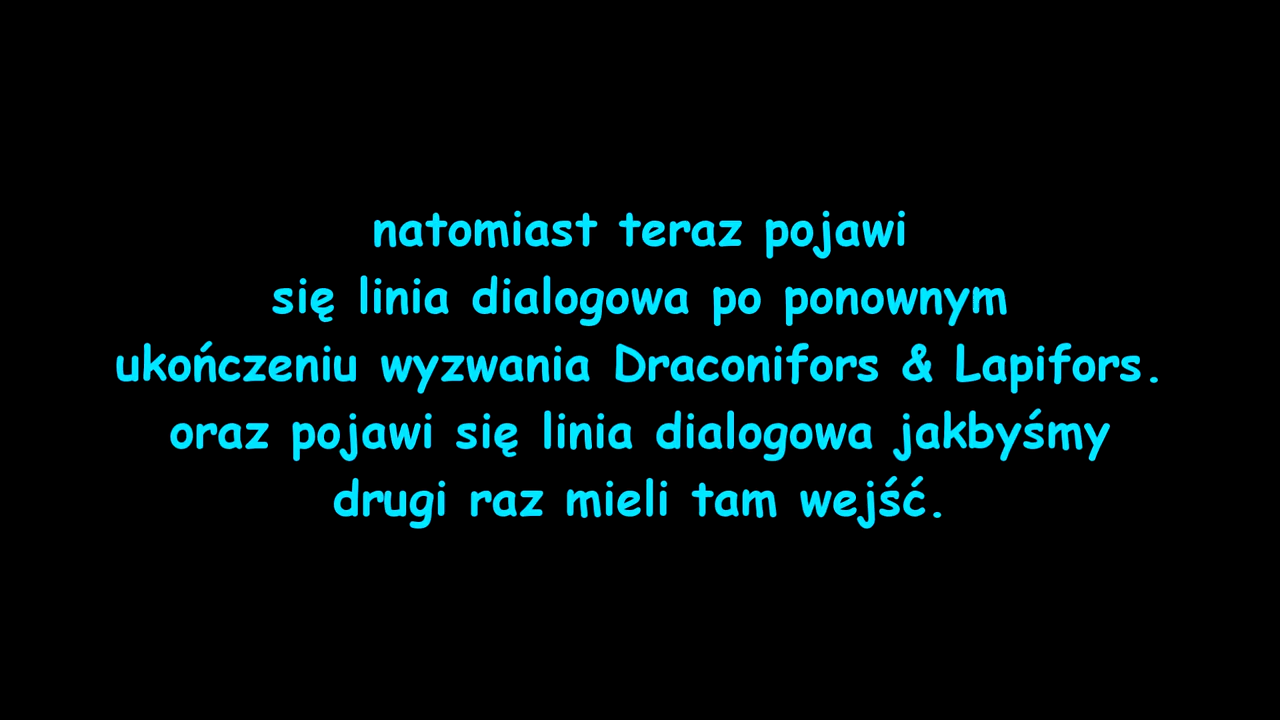 natomiast teraz pojawi
się linia dialogowa po ponownym
ukończeniu wyzwania Draconifors & Lapifors.
oraz pojawi się linia dialogowa jakbyśmy
drugi raz mieli tam wejść.